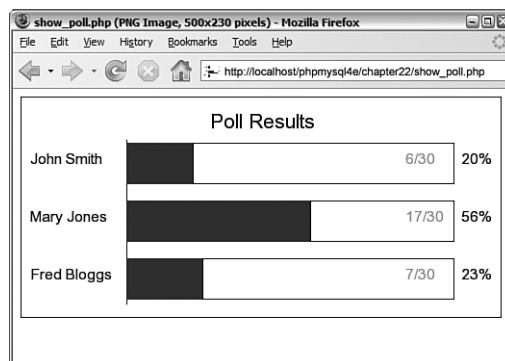 show_poll.php (PNG Image, 500x230 pixels) - Mozilla Firefox
File Edit View History Bookmarks Tools Help
http://localhost/phpmysql4e/chapter22/show_poll.php
Poll Results
John Smith 6/30 20%
Mary Jones 17/30 56%
Fred Bloggs 7/30 23%